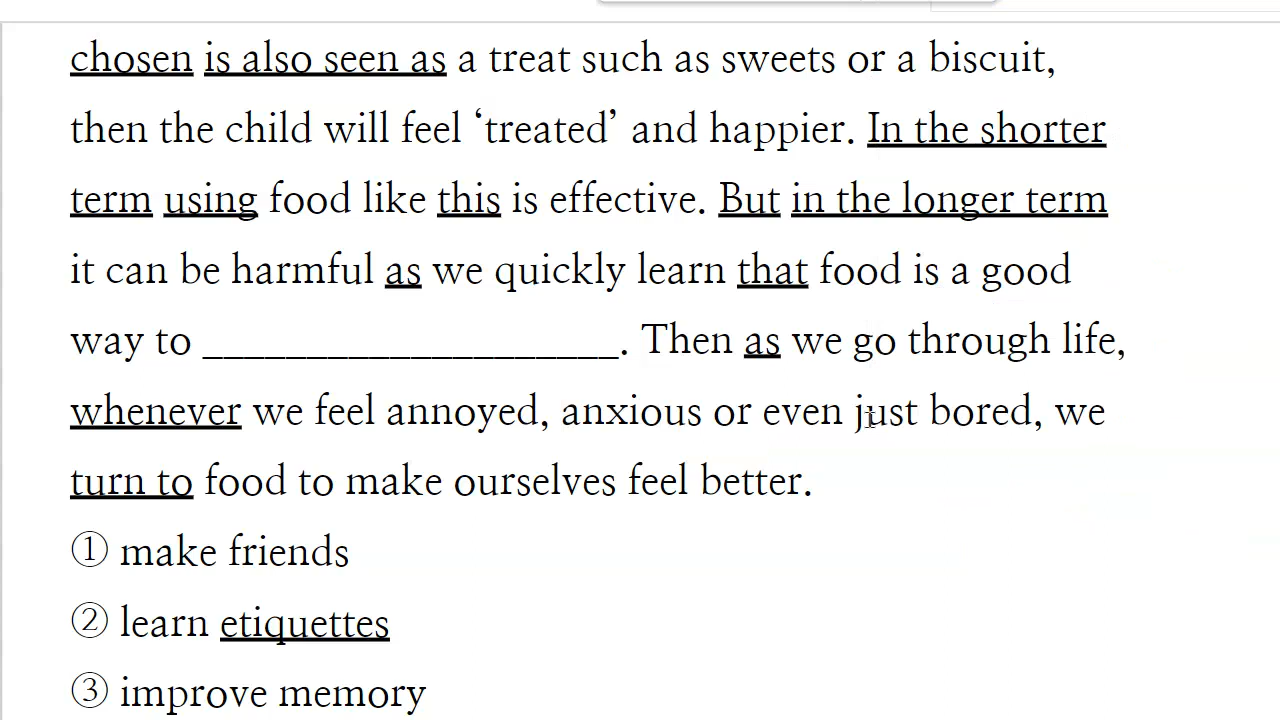 chosen is also seen as a treat such as sweets or a biscuit,
then the child will feel ‘treated’ and happier. In the shorter
term using food like this is effective. But in the longer term
it can be harmful as we quickly learn that food is a good
way to ____________________. Then as we go through life,
whenever we feel annoyed, anxious or even just bored, we
turn to food to make ourselves feel better.
① make friends
② learn etiquettes
③ improve memory